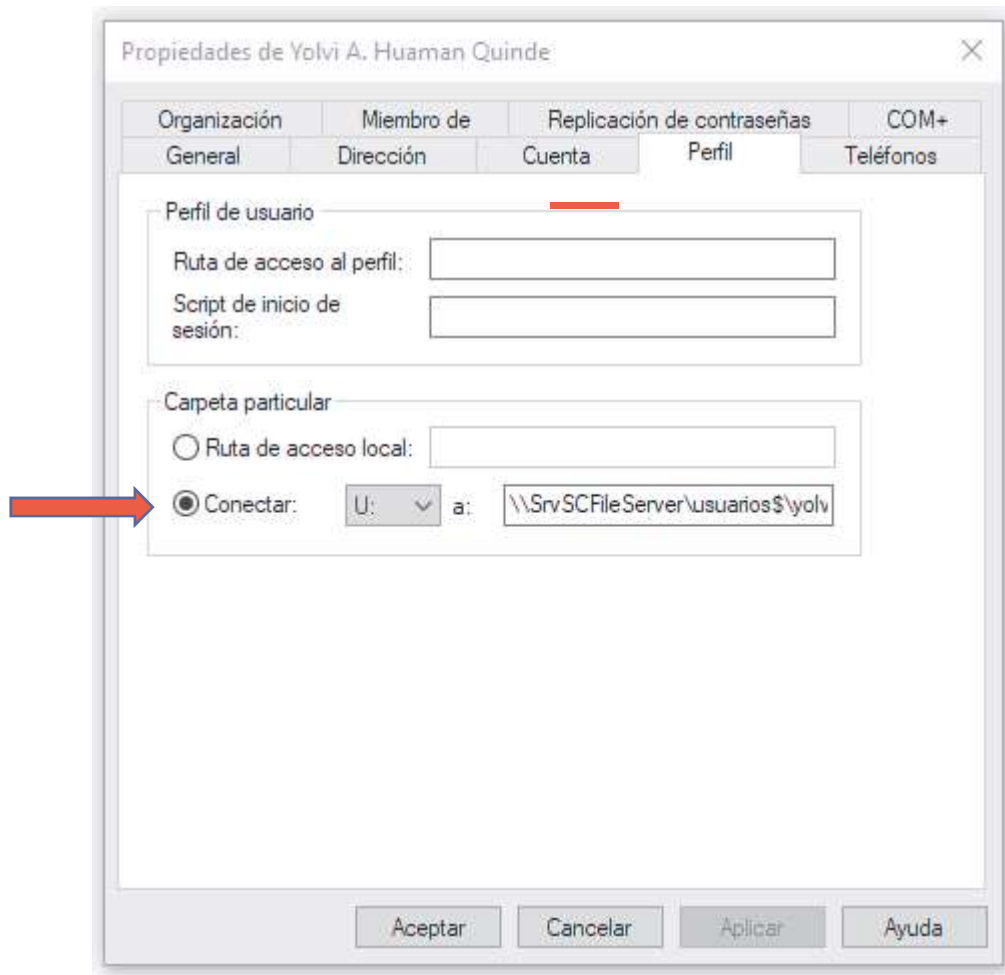 Propiedades de Yolvi A. Huaman Quinde
Organización Miembro de Replicación de contraseñas COM+
General Dirección Cuenta Perfil Teléfonos
Perfil de usuario
Ruta de acceso al perfil:
Script de inicio de
sesión:
Carpeta particular
Ruta de acceso local:
Conectar: U: a: \\SrvSCFileServer\usuarios$\yolv
Aceptar Cancelar Aplicar Ayuda